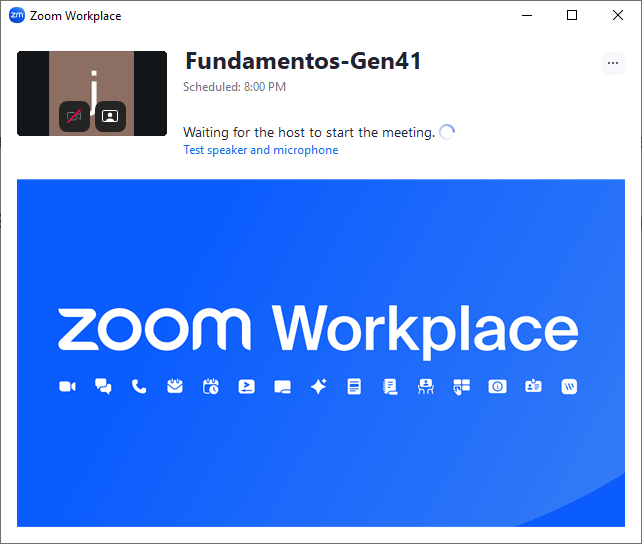 zm Zoom Workplace
Fundamentos-Gen41
...
Scheduled: 8:00 PM
j
Waiting for the host to start the meeting.
Test speaker and microphone
zoom Workplace